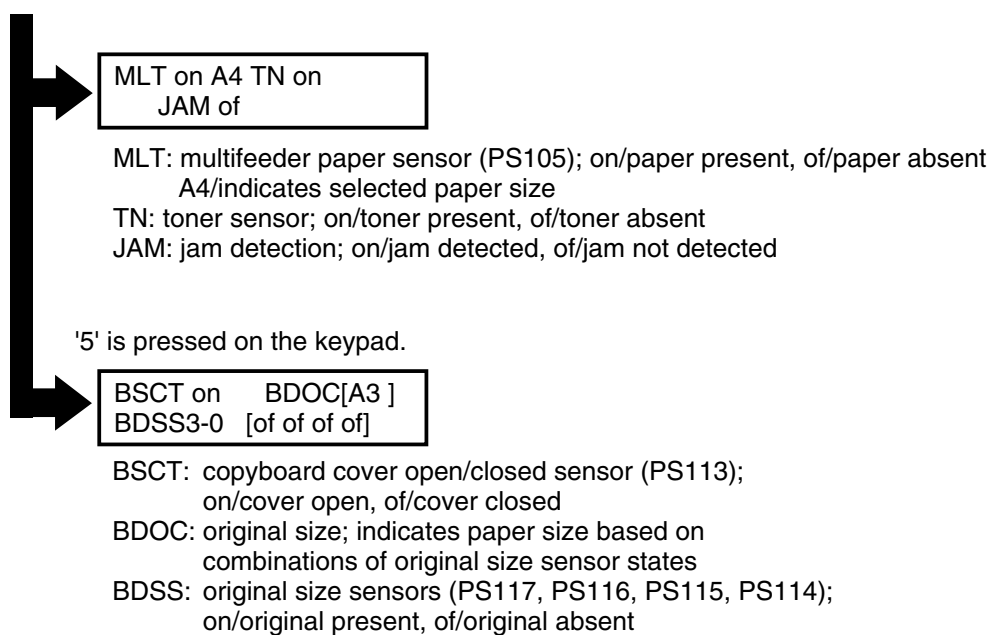 MLT on A4 TN on
JAM of
MLT: multifeeder paper sensor (PS105); on/paper present, of/paper absent
A4/indicates selected paper size
TN: toner sensor; on/toner present, of/toner absent
JAM: jam detection; on/jam detected, of/jam not detected
'5' is pressed on the keypad.
BSCT on BDOC[A3 ]
BDSS3-0 [of of of of]
BSCT: copyboard cover open/closed sensor (PS113);
on/cover open, of/cover closed
BDOC: original size; indicates paper size based on
combinations of original size sensor states
BDSS: original size sensors (PS117, PS116, PS115, PS114);
on/original present, of/original absent